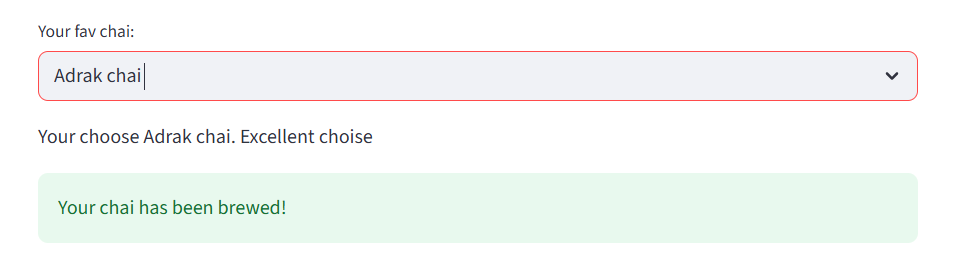 Your fav chai:
Adrak chai
Your choose Adrak chai. Excellent choise
Your chai has been brewed!